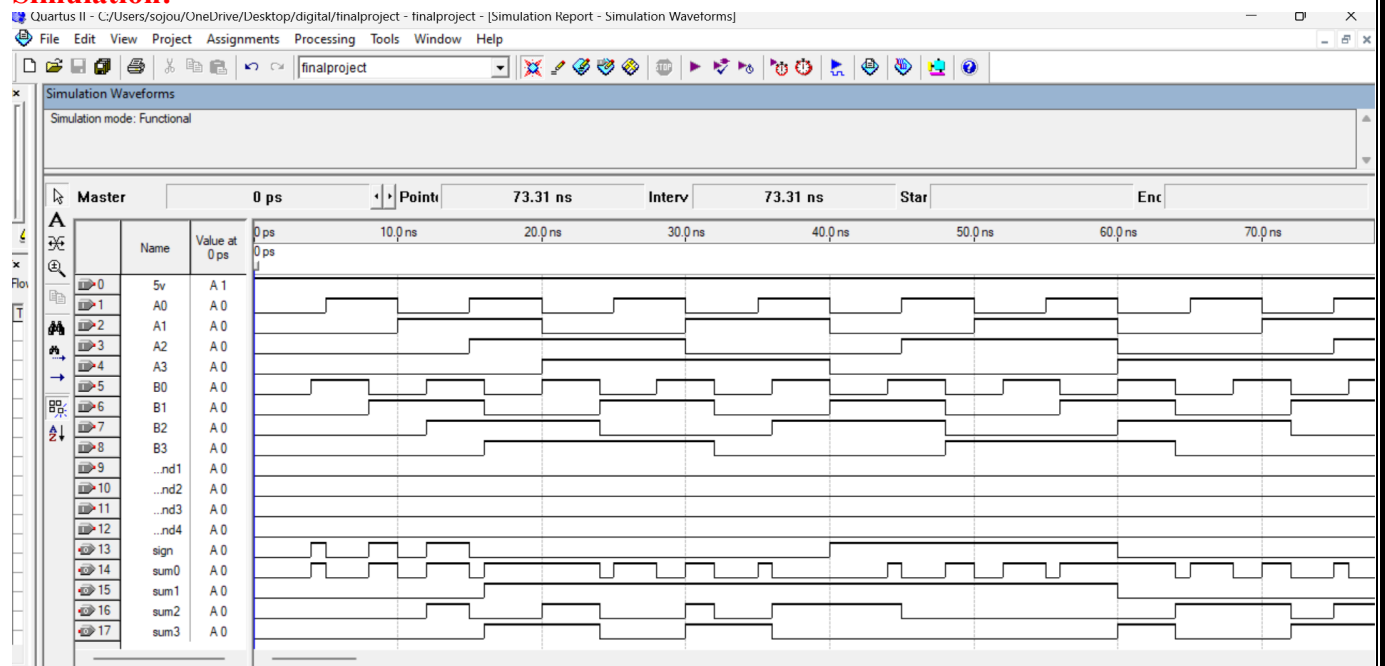 Simulation:
Quartus II - C:/Users/sojou/OneDrive/Desktop/digital/finalproject - finalproject - [Simulation Report - Simulation Waveforms]
File Edit View Project Assignments Processing Tools Window Help
finalproject
STOP
Simulation Waveforms
Simulation mode: Functional
Master 0 ps Point 73.31 ns Interv 73.31 ns Star Enc
Name Value at 0 ps
0 ps 10.0 ns 20.0 ns 30.0 ns 40.0 ns 50.0 ns 60.0 ns 70.0 ns
0 ps
Flo
0 5v A 1
1 A0 A 0
2 A1 A 0
3 A2 A 0
4 A3 A 0
5 B0 A 0
6 B1 A 0
7 B2 A 0
8 B3 A 0
9 ...nd1 A 0
10 ...nd2 A 0
11 ...nd3 A 0
12 ...nd4 A 0
13 sign A 0
14 sum0 A 0
15 sum1 A 0
16 sum2 A 0
17 sum3 A 0